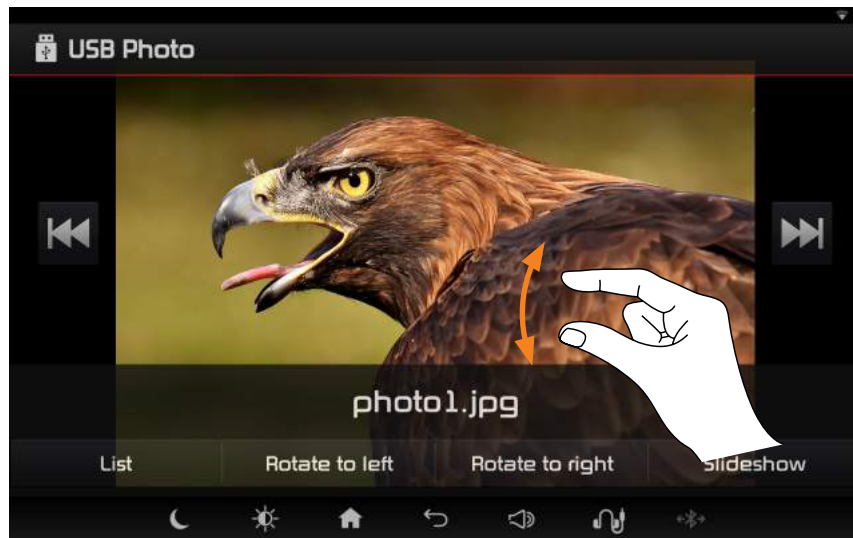 USB Photo
photo1.jpg
List
Rotate to left
Rotate to right
Slideshow